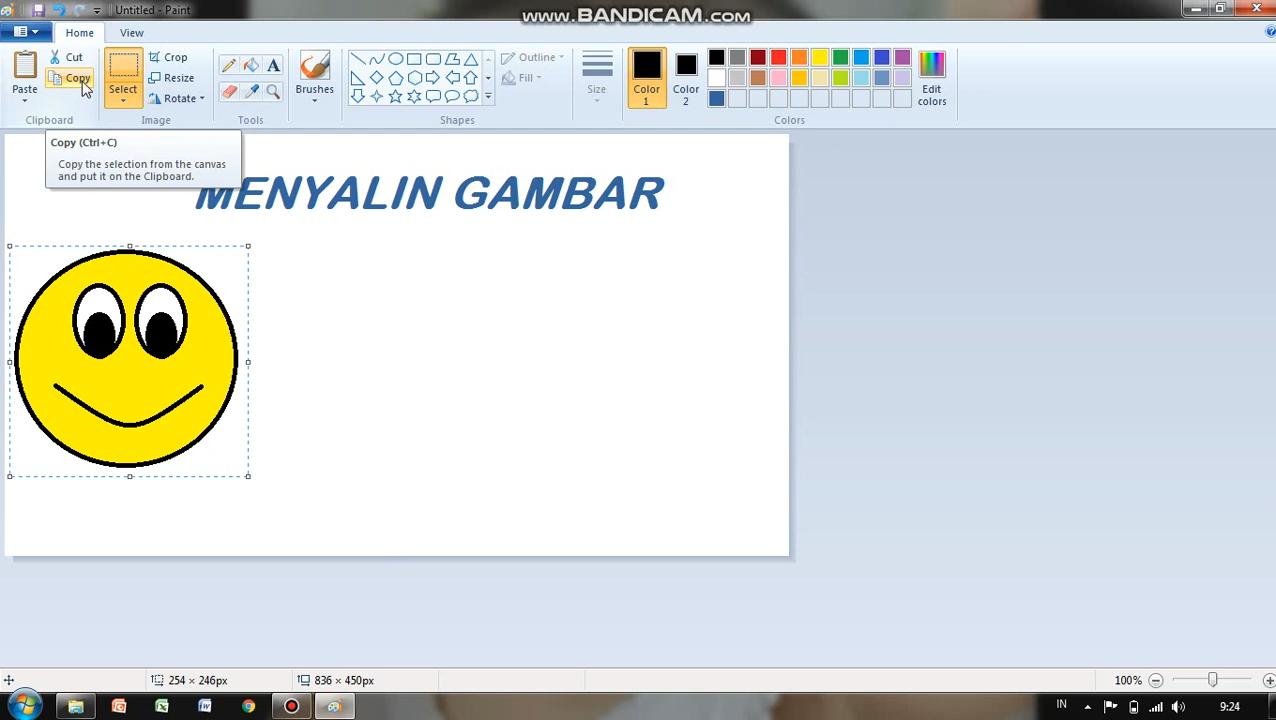 Untitled - Paint
www.BANDICAM.com
Home View
Paste
Cut
Copy
Select
Crop
Resize
Rotate
A
Brushes
Outline
Fill
Size
Color 1
Color 2
Edit colors
Clipboard Image Tools Shapes Colors
Copy (Ctrl+C)
Copy the selection from the canvas
and put it on the Clipboard.
MENYALIN GAMBAR
254 × 246px 836 × 450px 100%
IN 9:24